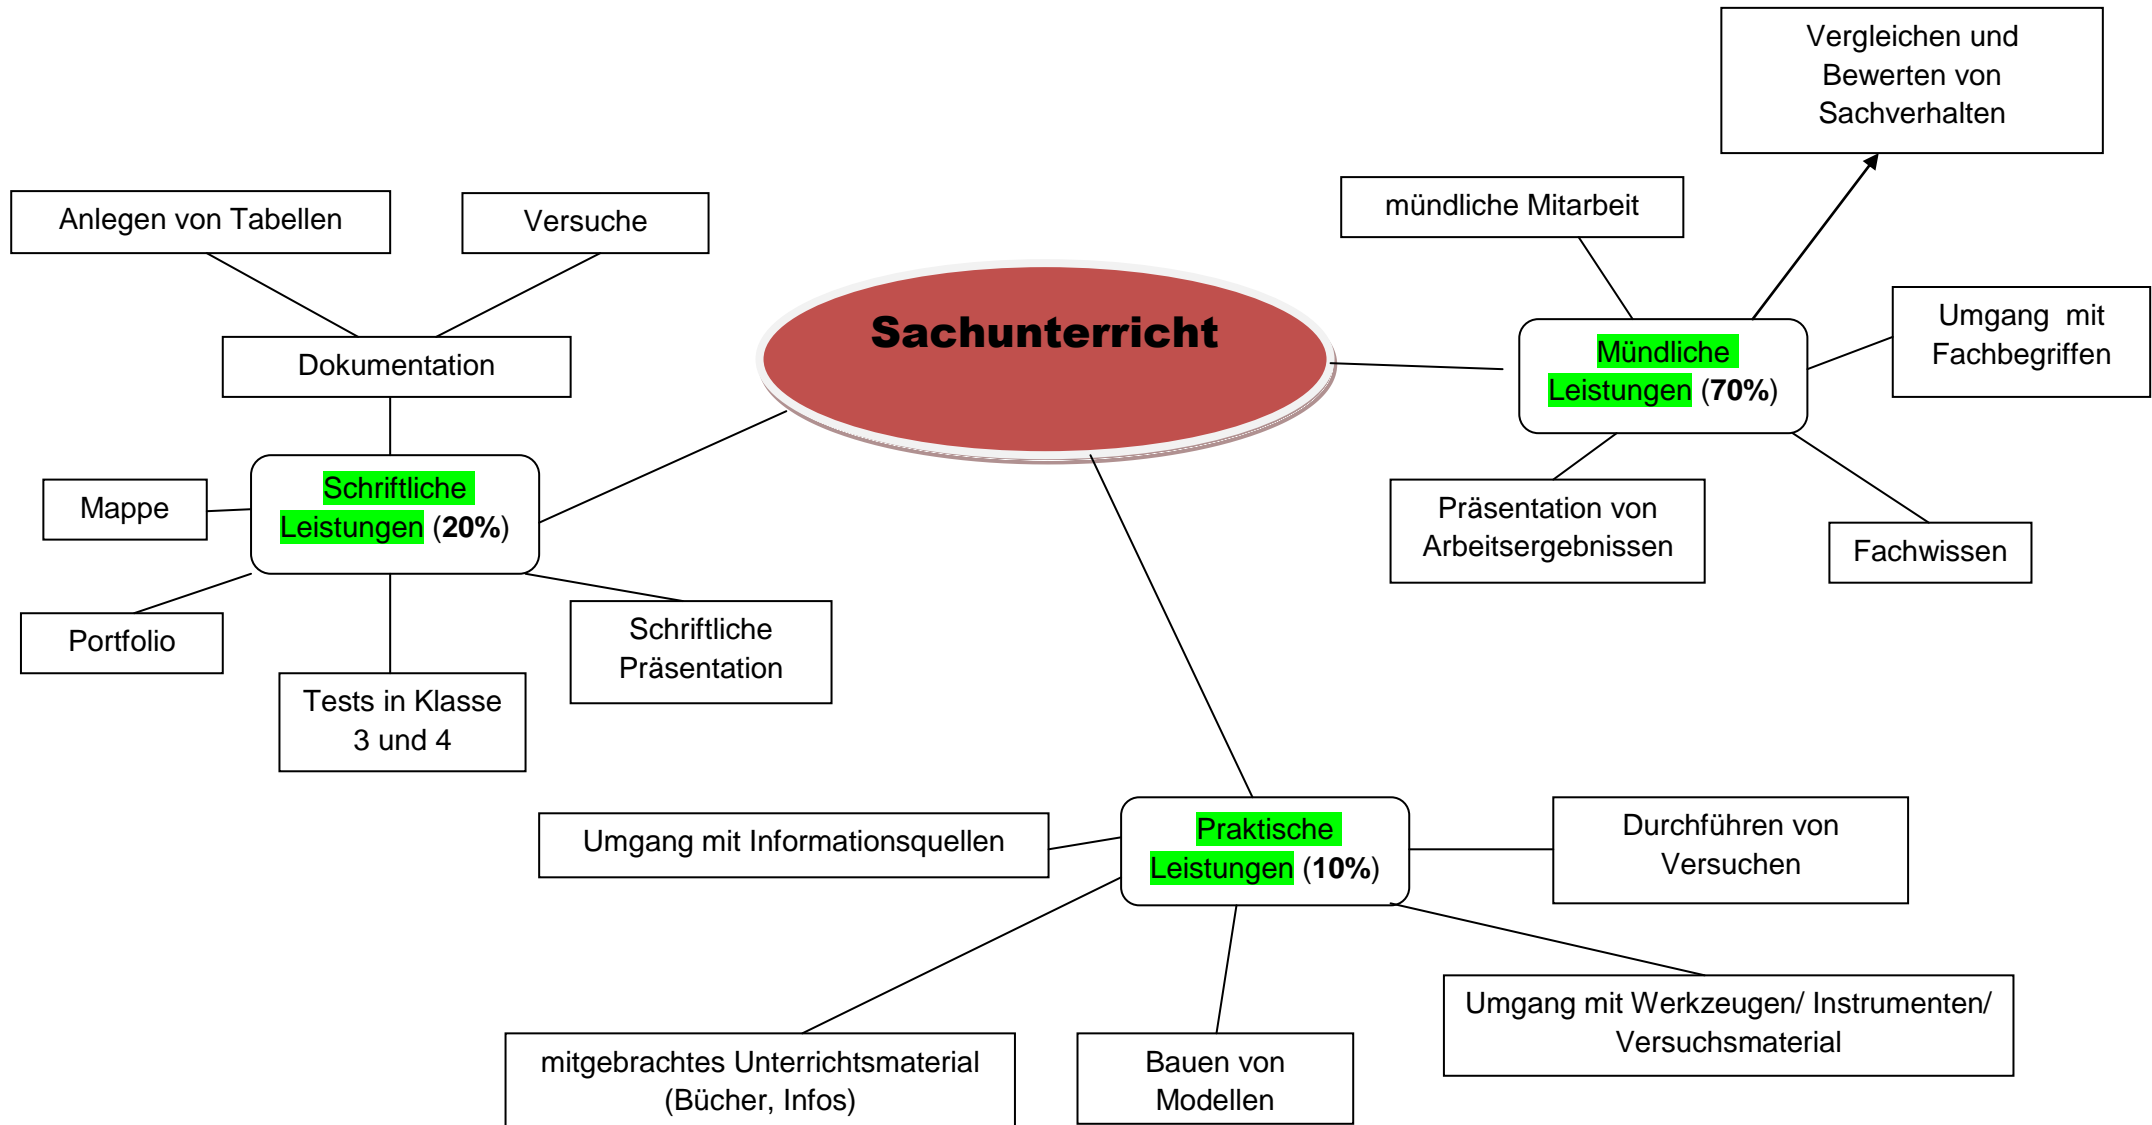 Vergleichen und
Bewerten von
Sachverhalten
Anlegen von Tabellen
Versuche
mündliche Mitarbeit
Sachunterricht
Umgang  mit
Fachbegriffen
Dokumentation
Mündliche
Leistungen (70%)
Mappe
Schriftliche
Leistungen (20%)
Präsentation von
Arbeitsergebnissen
Fachwissen
Portfolio
Schriftliche
Präsentation
Tests in Klasse
3 und 4
Umgang mit Informationsquellen
Praktische
Leistungen (10%)
Durchführen von
Versuchen
Umgang mit Werkzeugen/ Instrumenten/
Versuchsmaterial
mitgebrachtes Unterrichtsmaterial
(Bücher, Infos)
Bauen von
Modellen